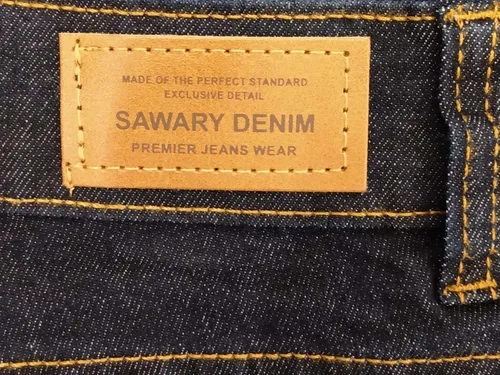 MADE OF THE PERFECT STANDARD
EXCLUSIVE DETAIL
SAWARY DENIM
PREMIER JEANS WEAR